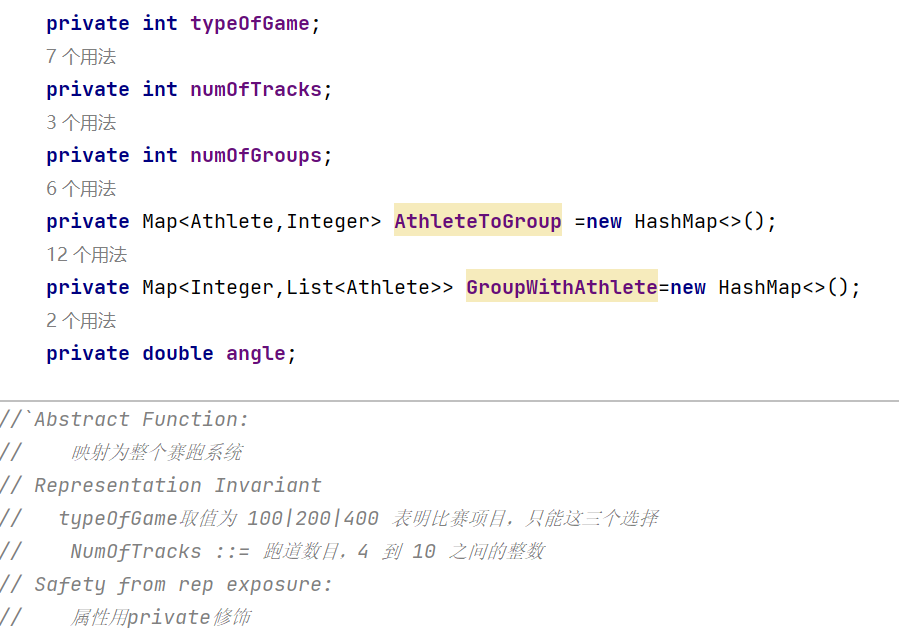 private int typeOfGame;
7 个用法
private int numOfTracks;
3 个用法
private int numOfGroups;
6 个用法
private Map<Athlete,Integer> AthleteToGroup =new HashMap<>();
12 个用法
private Map<Integer,List<Athlete>> GroupWithAthlete=new HashMap<>();
2 个用法
private double angle;
//`Abstract Function:
//    映射为整个赛跑系统
// Representation Invariant
//   typeOfGame取值为 100|200|400 表明比赛项目，只能这三个选择
//    NumOfTracks ::= 跑道数目，4 到 10 之间的整数
// Safety from rep exposure:
//    属性用private修饰